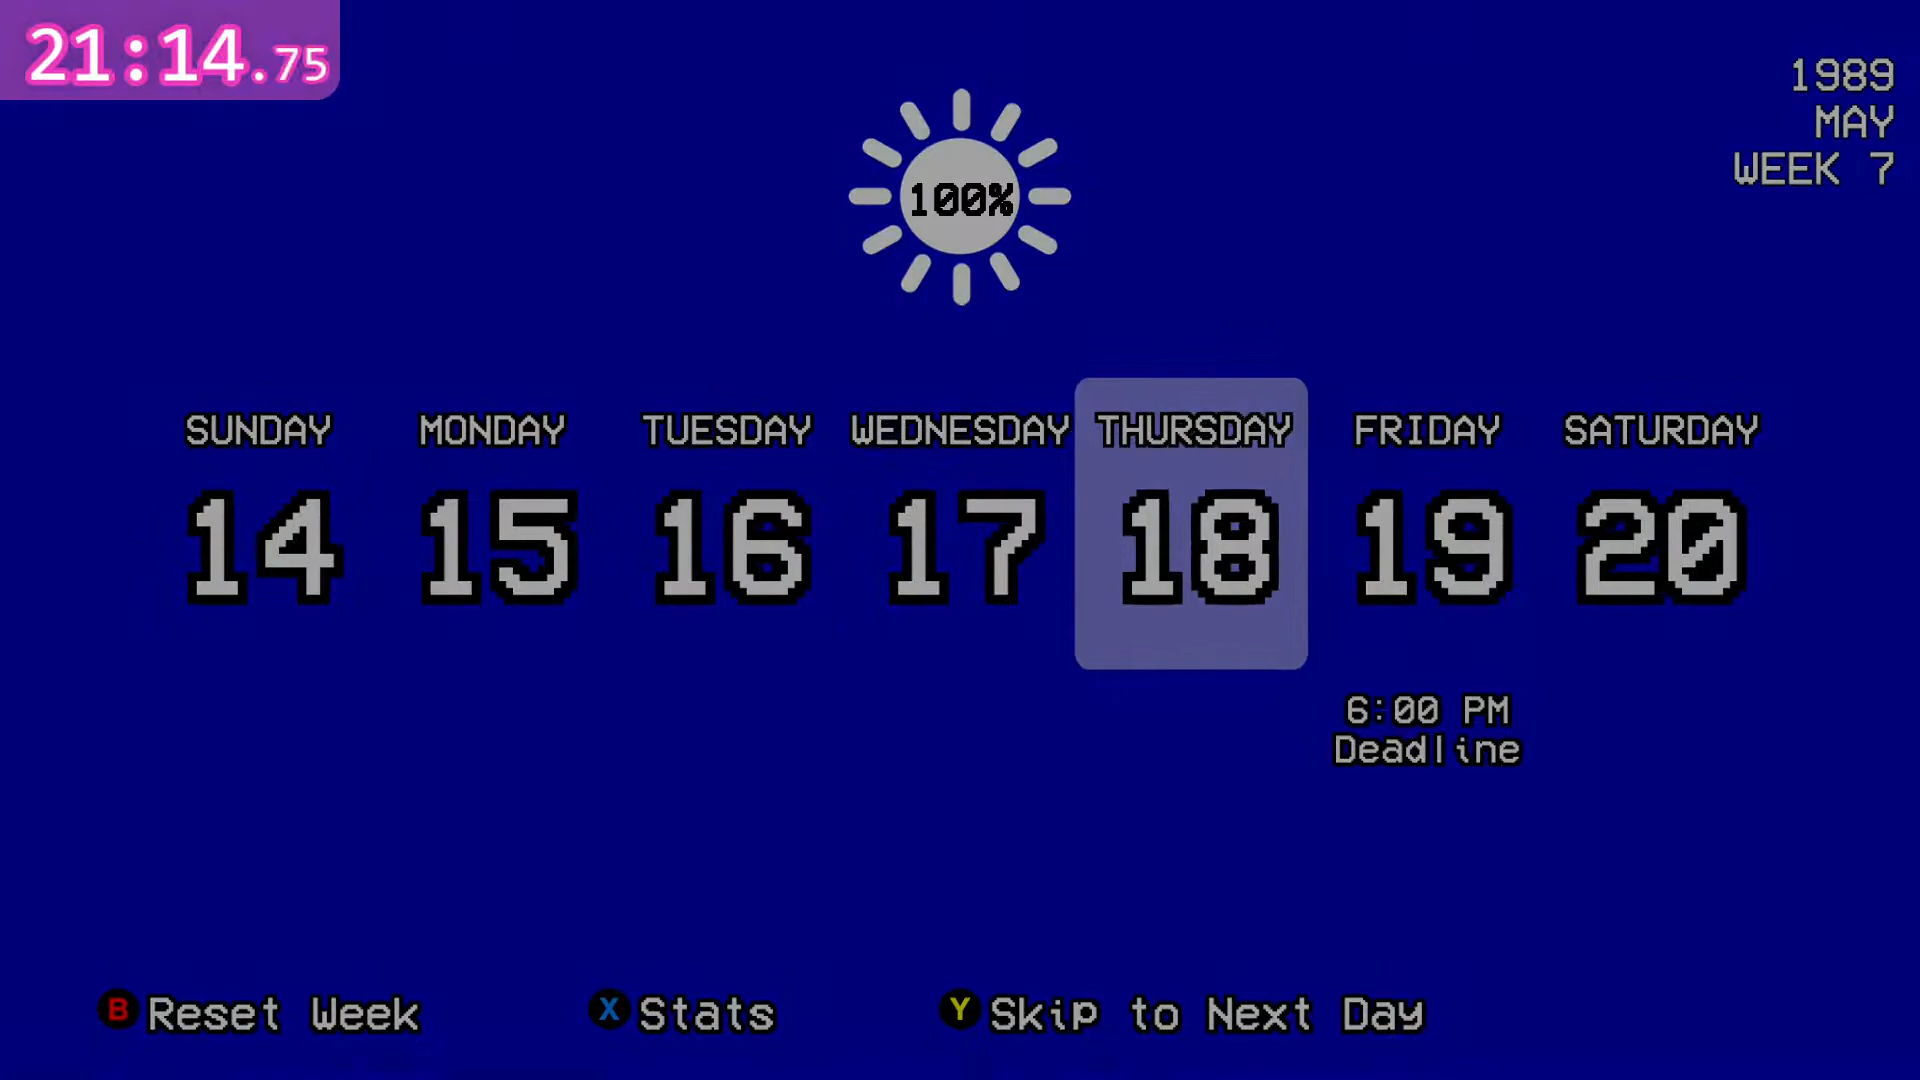 21:14.75
1989
MAY
WEEK 7
100%
SUNDAY MONDAY TUESDAY WEDNESDAY THURSDAY FRIDAY SATURDAY
14 15 16 17 18 19 20
6:00 PM
Deadline
B Reset Week X Stats Y Skip to Next Day